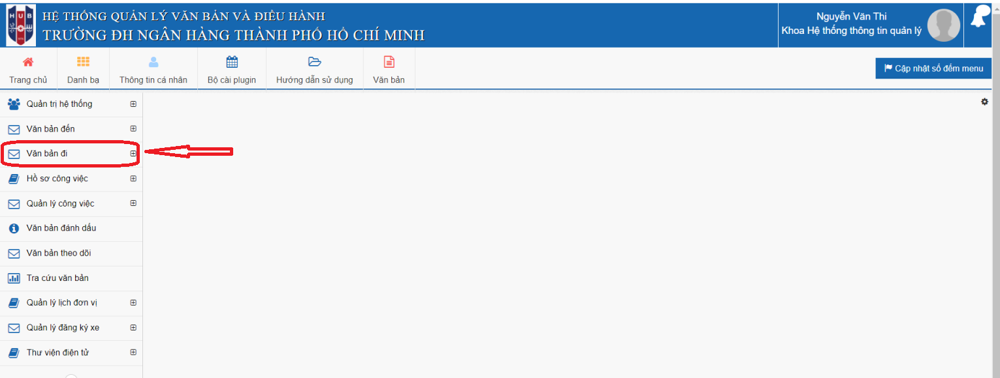 HUB
HỆ THỐNG QUẢN LÝ VĂN BẢN VÀ ĐIỀU HÀNH
TRƯỜNG ĐH NGÂN HÀNG THÀNH PHỐ HỒ CHÍ MINH
Nguyễn Văn Thi
Khoa Hệ thống thông tin quản lý
Trang chủ
Danh bạ
Thông tin cá nhân
Bộ cài plugin
Hướng dẫn sử dụng
Văn bản
Cập nhật số đếm menu
Quản trị hệ thống
Văn bản đến
Văn bản đi
Hồ sơ công việc
Quản lý công việc
Văn bản đánh dấu
Văn bản theo dõi
Tra cứu văn bản
Quản lý lịch đơn vị
Quản lý đăng ký xe
Thư viện điện tử